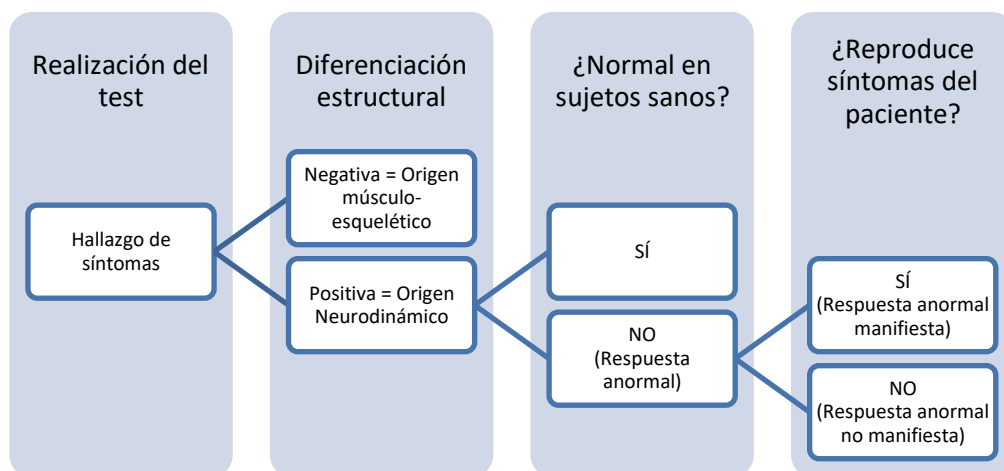 Realización del
test
Hallazgo de
síntomas
Diferenciación
estructural
Negativa = Origen
músculo-
esquelético
Positiva = Origen
Neurodinámico
¿Normal en
sujetos sanos?
SÍ
NO
(Respuesta
anormal)
¿Reproduce
síntomas del
paciente?
SÍ
(Respuesta anormal
manifiesta)
NO
(Respuesta anormal
no manifiesta)